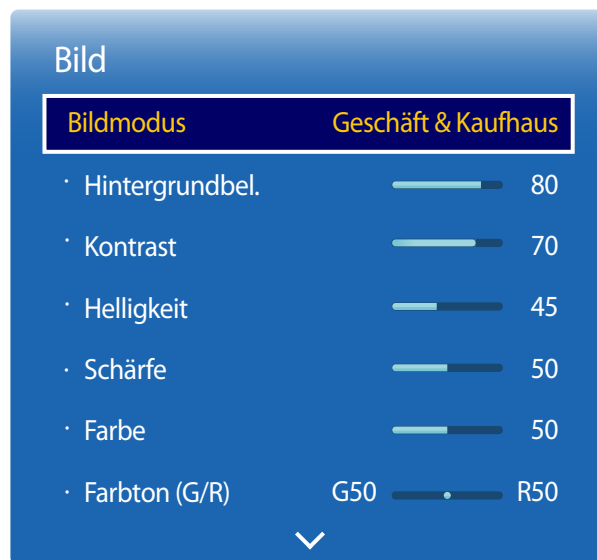 Bild
Bildmodus Geschäft & Kaufhaus
· Hintergrundbel. 80
· Kontrast 70
· Helligkeit 45
· Schärfe 50
· Farbe 50
· Farbton (G/R) G50 R50